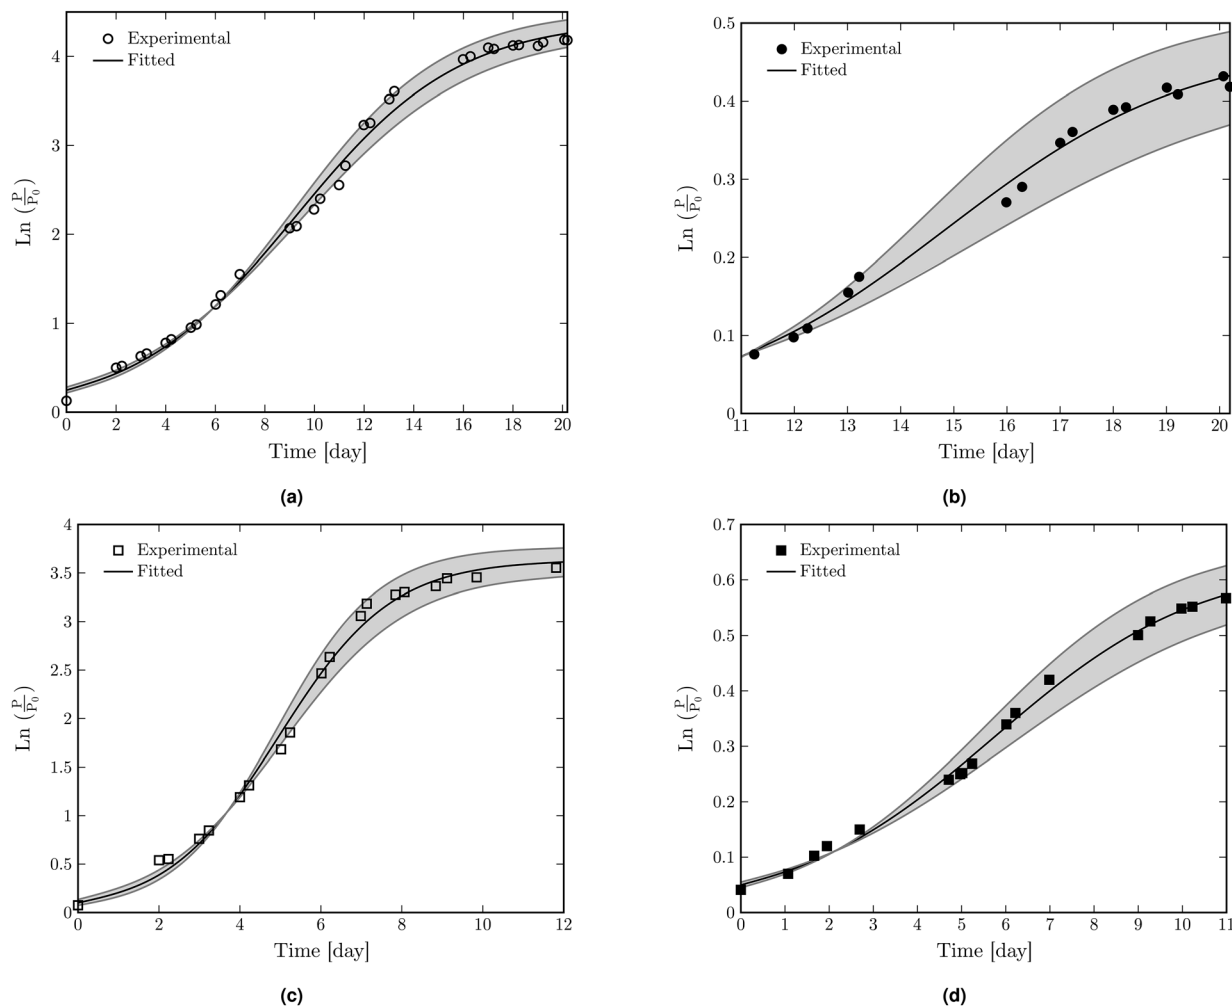 Experimental
Fitted
4
3
2
1
0
Ln (P/P₀)
0 2 4 6 8 10 12 14 16 18 20
Time [day]
(a)
Experimental
Fitted
0.5
0.4
0.3
0.2
0.1
0
Ln (P/P₀)
11 12 13 14 15 16 17 18 19 20
Time [day]
(b)
Experimental
Fitted
4
3.5
3
2.5
2
1.5
1
0.5
0
Ln (P/P₀)
0 2 4 6 8 10 12
Time [day]
(c)
Experimental
Fitted
0.7
0.6
0.5
0.4
0.3
0.2
0.1
0
Ln (P/P₀)
0 1 2 3 4 5 6 7 8 9 10 11
Time [day]
(d)